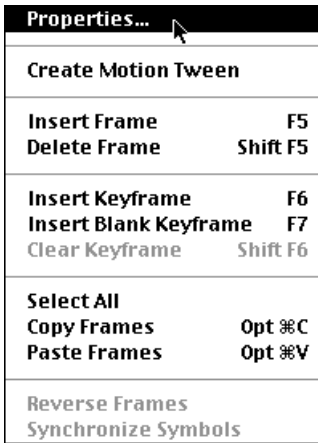 Properties...
Create Motion Tween
Insert Frame F5
Delete Frame Shift F5
Insert Keyframe F6
Insert Blank Keyframe F7
Clear Keyframe Shift F6
Select All
Copy Frames Opt ⌘C
Paste Frames Opt ⌘V
Reverse Frames
Synchronize Symbols